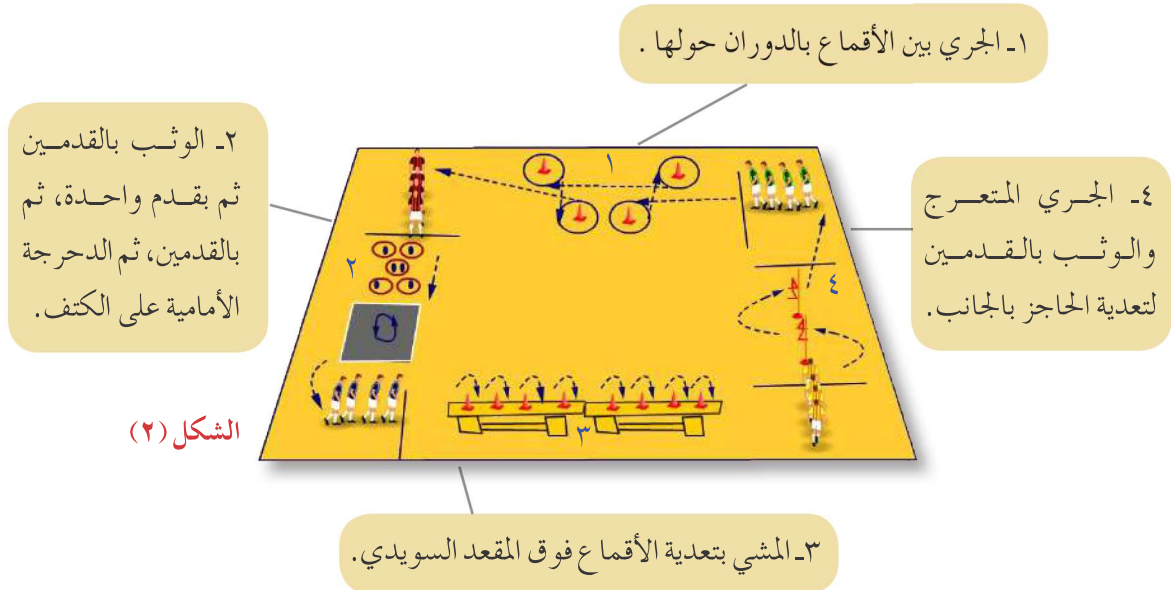 ١ـ الجري بين الأقماع بالدوران حولها .
٢ـ الوثب بالقدمين
ثم بقدم واحدة، ثم
بالقدمين، ثم الدحرجة
الأمامية على الكتف.
٤ـ الجري المتعرج
والوثب بالقدمين
لتعدية الحاجز بالجانب.
١
٢
٤
٣
الشكل (٢)
٣ـ المشي بتعدية الأقماع فوق المقعد السويدي.